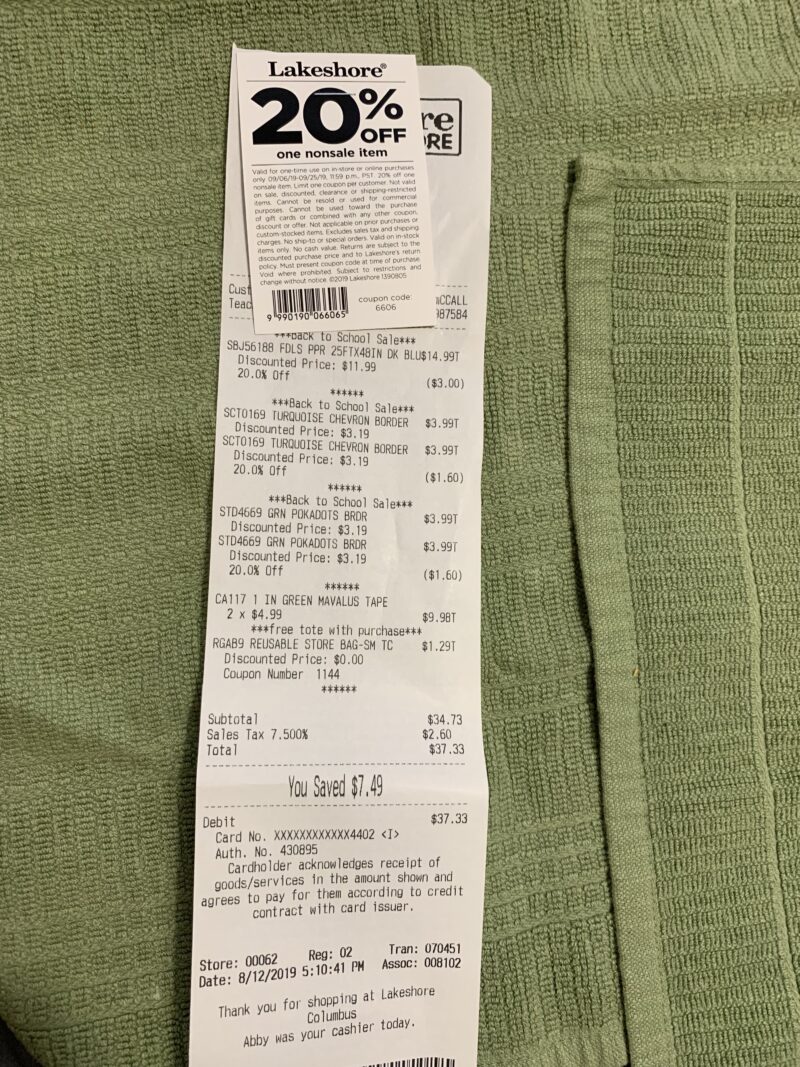 Lakeshore®
20% OFF
one nonsale item
Valid for one-time use on in-store or online purchases
only 09/06/19-09/25/19, 11:59 p.m., PST. 20% off one
nonsale item. Limit one coupon per customer. Not valid
on sale, discounted, clearance or shipping-restricted
items. Cannot be resold or used for commercial
purposes. Cannot be used toward the purchase
of gift cards or combined with any other coupon,
discount or offer. Not applicable on prior purchases or
custom-stocked items. Excludes sales tax and shipping
charges. No ship-to or special orders. Valid on in-stock
items only. No cash value. Returns are subject to the
discounted purchase price and to Lakeshore's return
policy. Must present coupon code at time of purchase.
Void where prohibited. Subject to restrictions and
change without notice. ©2019 Lakeshore 1390805
coupon code:
6606
9 990190 066065
re
ORE
Cust
CCALL
Teac
87584
***Back to School Sale***
SBJ56188 FDLS PPR 25FTX48IN DK BLU$14.99T
Discounted Price: $11.99
20.0% Off ($3.00)
******
***Back to School Sale***
SCT0169 TURQUOISE CHEVRON BORDER $3.99T
Discounted Price: $3.19
SCT0169 TURQUOISE CHEVRON BORDER $3.99T
Discounted Price: $3.19
20.0% Off ($1.60)
******
***Back to School Sale***
STD4669 GRN POKADOTS BRDR $3.99T
Discounted Price: $3.19
STD4669 GRN POKADOTS BRDR $3.99T
Discounted Price: $3.19
20.0% Off ($1.60)
******
CA117 1 IN GREEN MAVALUS TAPE
2 x $4.99 $9.98T
***free tote with purchase***
RGAB9 REUSABLE STORE BAG-SM TC $1.29T
Discounted Price: $0.00
Coupon Number 1144
******
Subtotal $34.73
Sales Tax 7.500% $2.60
Total $37.33
You Saved $7.49
Debit $37.33
Card No. XXXXXXXXXXXX4402 <I>
Auth. No. 430895
Cardholder acknowledges receipt of
goods/services in the amount shown and
agrees to pay for them according to credit
contract with card issuer.
Store: 00062 Reg: 02 Tran: 070451
Date: 8/12/2019 5:10:41 PM Assoc: 008102
Thank you for shopping at Lakeshore
Columbus
Abby was your cashier today.